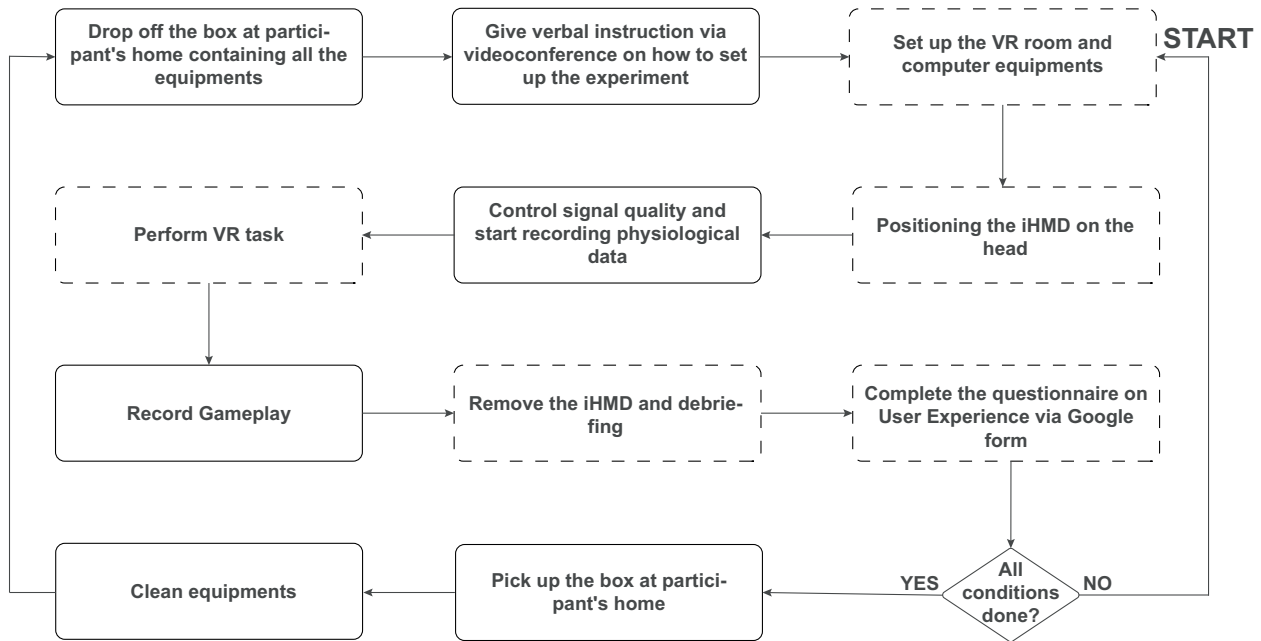 Drop off the box at partici-
pant's home containing all the
equipments
Give verbal instruction via
videoconference on how to set
up the experiment
Set up the VR room and
computer equipments
START
Perform VR task
Control signal quality and
start recording physiological
data
Positioning the iHMD on the
head
Record Gameplay
Remove the iHMD and debrie-
fing
Complete the questionnaire on
User Experience via Google
form
Clean equipments
Pick up the box at partici-
pant's home
YES
All
conditions
done?
NO